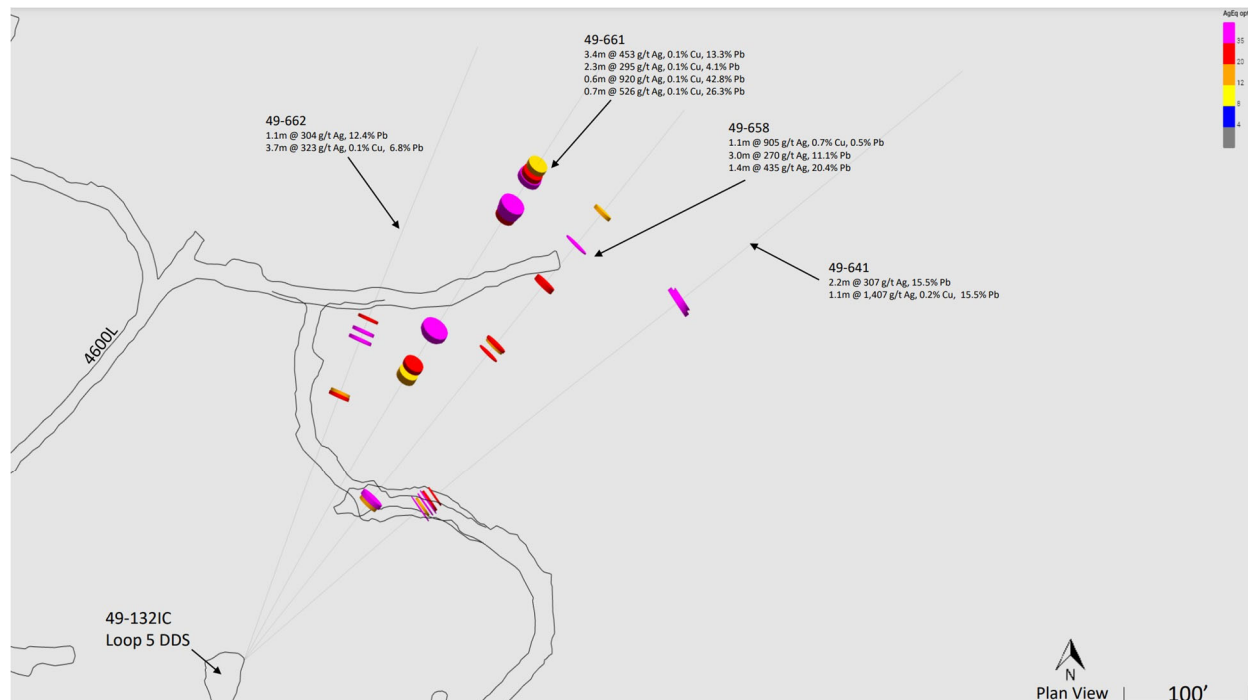 AgEq opt
35
20
12
8
4
49-661
3.4m @ 453 g/t Ag, 0.1% Cu, 13.3% Pb
2.3m @ 295 g/t Ag, 0.1% Cu, 4.1% Pb
0.6m @ 920 g/t Ag, 0.1% Cu, 42.8% Pb
0.7m @ 526 g/t Ag, 0.1% Cu, 26.3% Pb
49-662
1.1m @ 304 g/t Ag, 12.4% Pb
3.7m @ 323 g/t Ag, 0.1% Cu, 6.8% Pb
49-658
1.1m @ 905 g/t Ag, 0.7% Cu, 0.5% Pb
3.0m @ 270 g/t Ag, 11.1% Pb
1.4m @ 435 g/t Ag, 20.4% Pb
49-641
2.2m @ 307 g/t Ag, 15.5% Pb
1.1m @ 1,407 g/t Ag, 0.2% Cu, 15.5% Pb
4600L
49-132IC
Loop 5 DDS
N
Plan View
100’